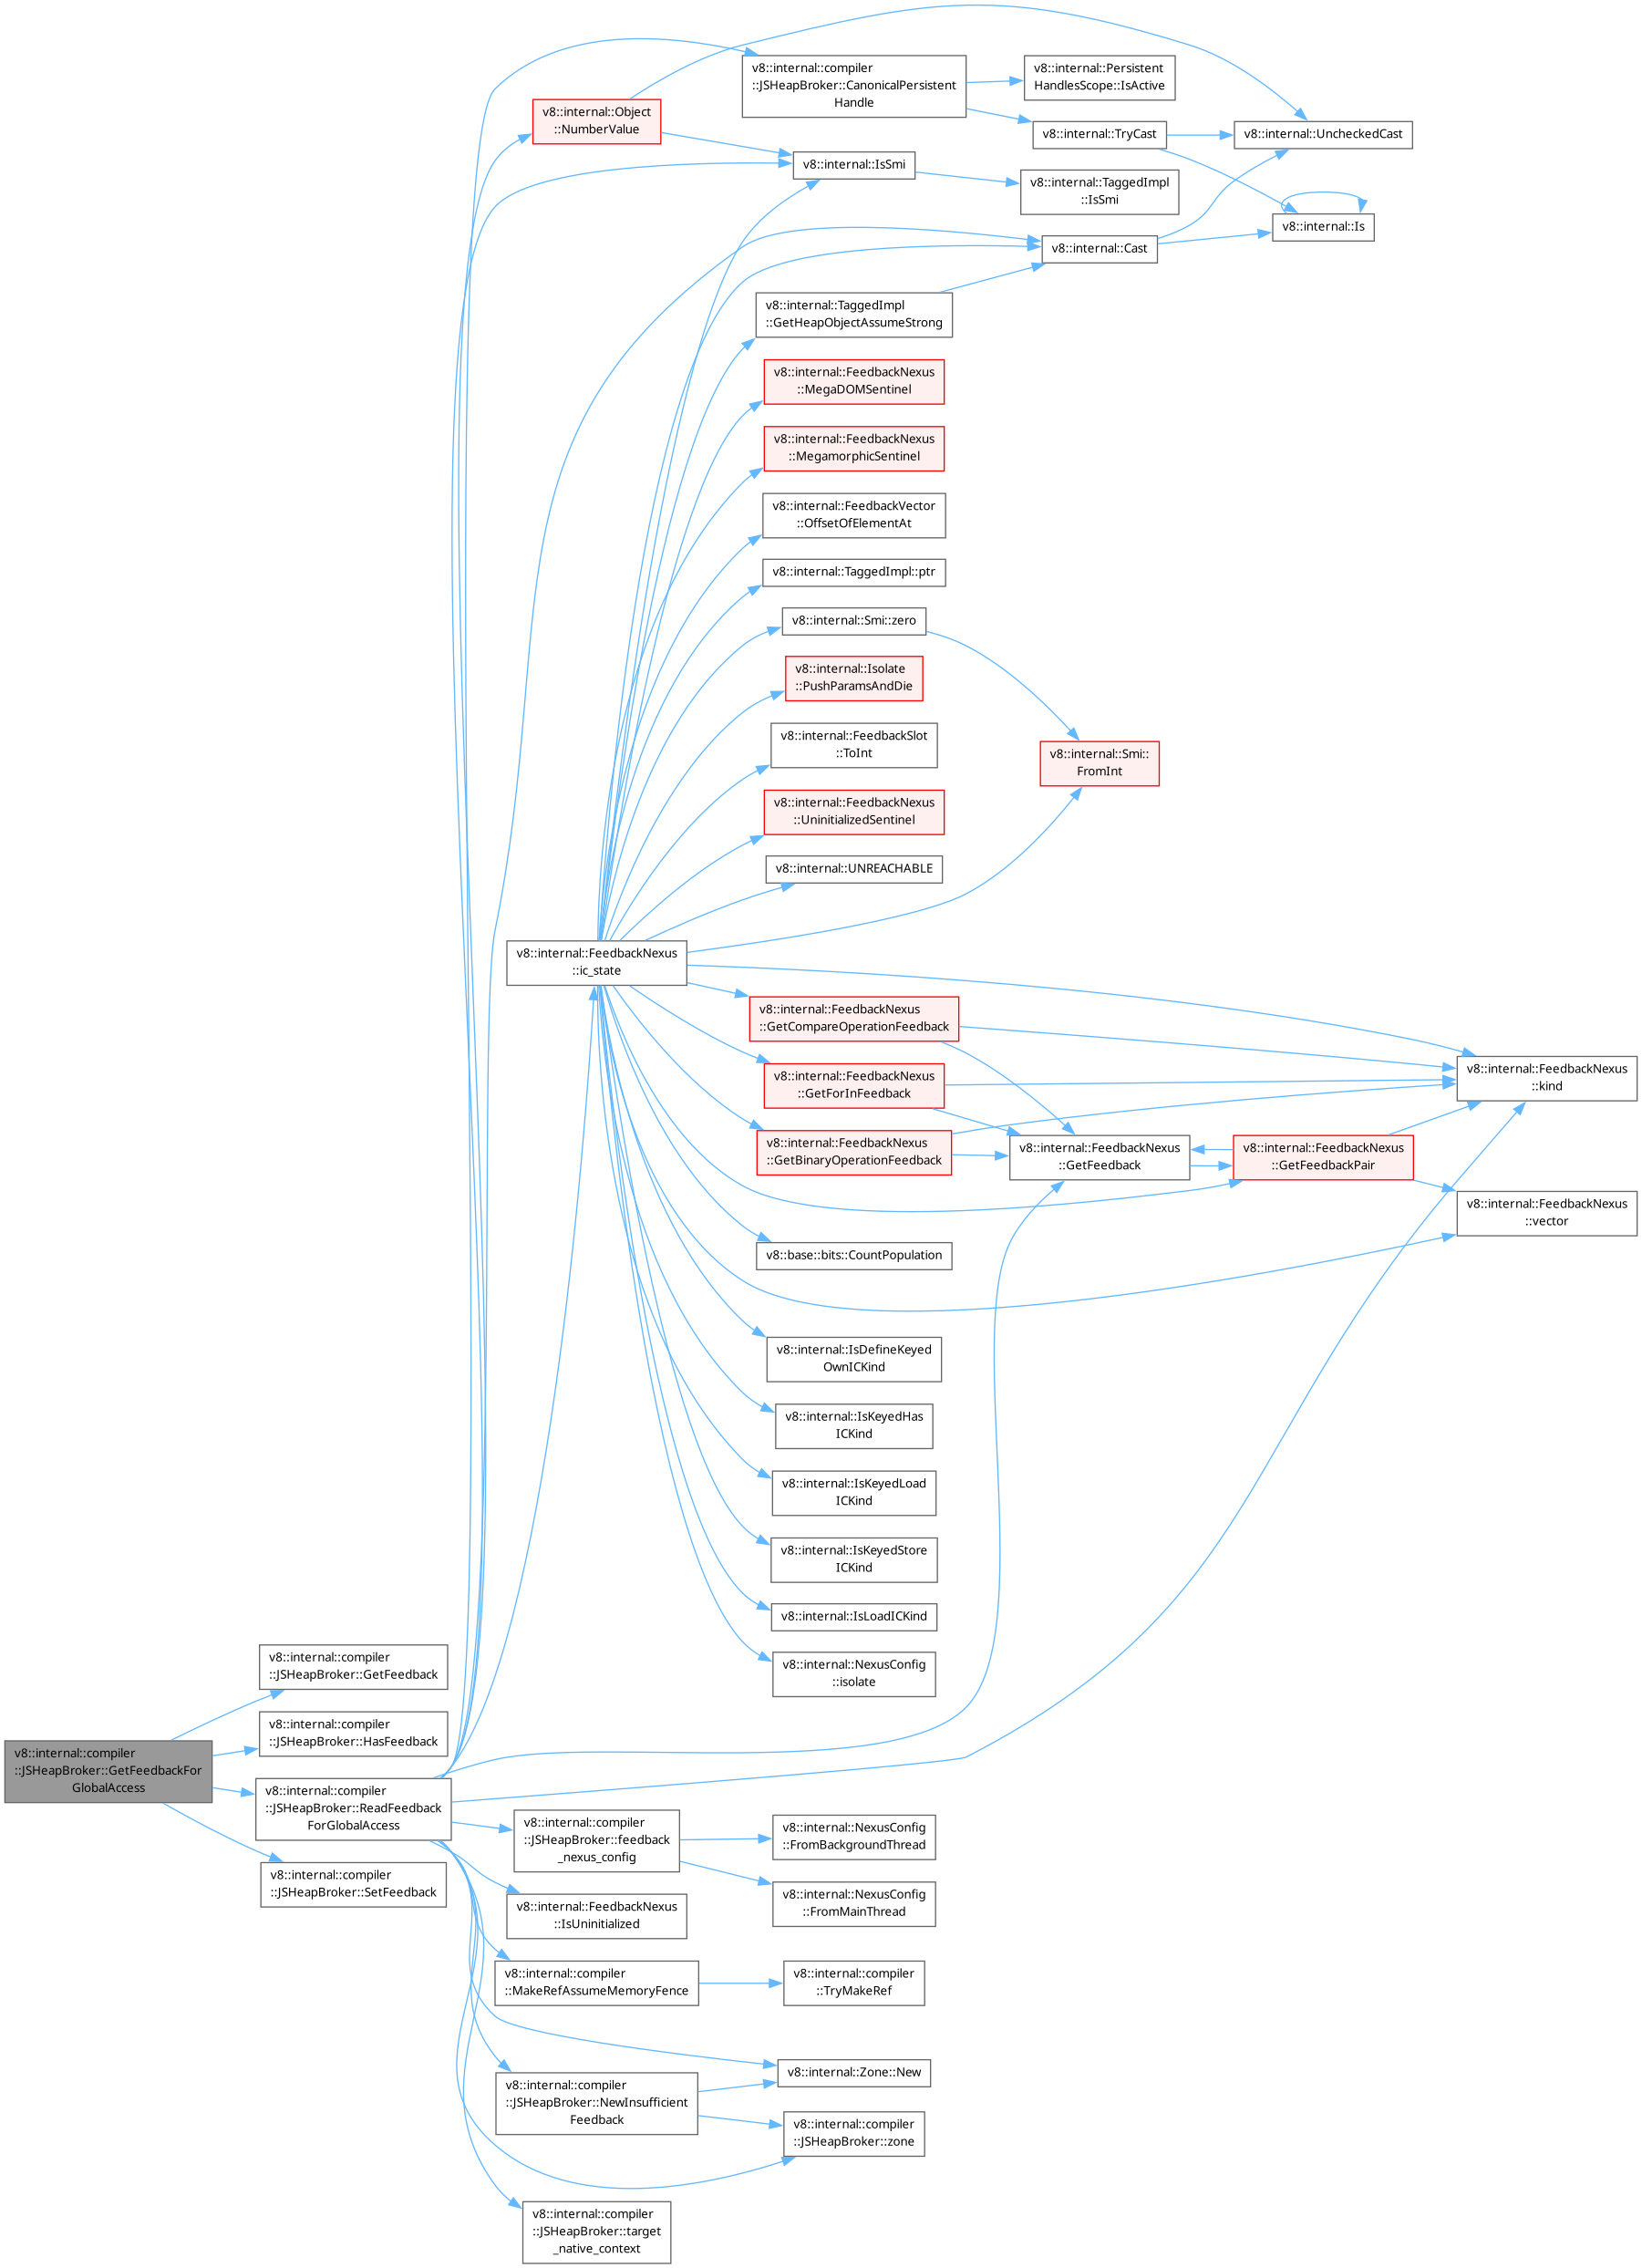 v8::internal::compiler
::JSHeapBroker::CanonicalPersistent
Handle
v8::internal::Persistent
HandlesScope::IsActive
v8::internal::Object
::NumberValue
v8::internal::TryCast
v8::internal::UncheckedCast
v8::internal::IsSmi
v8::internal::TaggedImpl
::IsSmi
v8::internal::Is
v8::internal::Cast
v8::internal::TaggedImpl
::GetHeapObjectAssumeStrong
v8::internal::FeedbackNexus
::MegaDOMSentinel
v8::internal::FeedbackNexus
::MegamorphicSentinel
v8::internal::FeedbackVector
::OffsetOfElementAt
v8::internal::TaggedImpl::ptr
v8::internal::Smi::zero
v8::internal::Isolate
::PushParamsAndDie
v8::internal::FeedbackSlot
::ToInt
v8::internal::Smi::
FromInt
v8::internal::FeedbackNexus
::UninitializedSentinel
v8::internal::UNREACHABLE
v8::internal::FeedbackNexus
::ic_state
v8::internal::FeedbackNexus
::GetCompareOperationFeedback
v8::internal::FeedbackNexus
::GetForInFeedback
v8::internal::FeedbackNexus
::kind
v8::internal::FeedbackNexus
::GetBinaryOperationFeedback
v8::internal::FeedbackNexus
::GetFeedback
v8::internal::FeedbackNexus
::GetFeedbackPair
v8::internal::FeedbackNexus
::vector
v8::base::bits::CountPopulation
v8::internal::IsDefineKeyed
OwnICKind
v8::internal::IsKeyedHas
ICKind
v8::internal::IsKeyedLoad
ICKind
v8::internal::IsKeyedStore
ICKind
v8::internal::IsLoadICKind
v8::internal::NexusConfig
::isolate
v8::internal::compiler
::JSHeapBroker::GetFeedback
v8::internal::compiler
::JSHeapBroker::HasFeedback
v8::internal::compiler
::JSHeapBroker::GetFeedbackFor
GlobalAccess
v8::internal::compiler
::JSHeapBroker::ReadFeedback
ForGlobalAccess
v8::internal::compiler
::JSHeapBroker::SetFeedback
v8::internal::compiler
::JSHeapBroker::feedback
_nexus_config
v8::internal::NexusConfig
::FromBackgroundThread
v8::internal::NexusConfig
::FromMainThread
v8::internal::FeedbackNexus
::IsUninitialized
v8::internal::compiler
::MakeRefAssumeMemoryFence
v8::internal::compiler
::TryMakeRef
v8::internal::Zone::New
v8::internal::compiler
::JSHeapBroker::NewInsufficient
Feedback
v8::internal::compiler
::JSHeapBroker::zone
v8::internal::compiler
::JSHeapBroker::target
_native_context